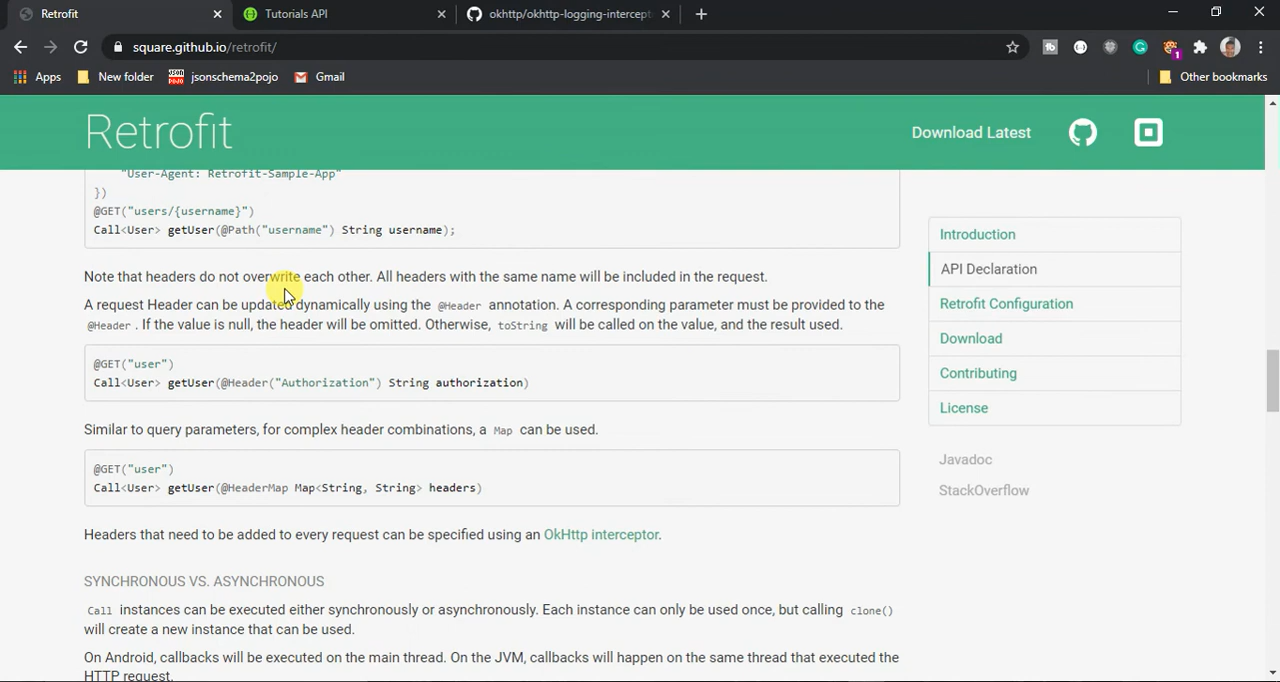 Retrofit
Tutorials API
okhttp/okhttp-logging-intercept
square.github.io/retrofit/
Apps
New folder
JSON POJO
jsonschema2pojo
Gmail
Other bookmarks
tb
1
Retrofit
Download Latest
"User-Agent: Retrofit-Sample-App"
})
@GET("users/{username}")
Call<User> getUser(@Path("username") String username);
Note that headers do not overwrite each other. All headers with the same name will be included in the request.
A request Header can be updated dynamically using the @Header annotation. A corresponding parameter must be provided to the
@Header . If the value is null, the header will be omitted. Otherwise, toString will be called on the value, and the result used.
@GET("user")
Call<User> getUser(@Header("Authorization") String authorization)
Similar to query parameters, for complex header combinations, a Map can be used.
@GET("user")
Call<User> getUser(@HeaderMap Map<String, String> headers)
Headers that need to be added to every request can be specified using an OkHttp interceptor.
SYNCHRONOUS VS. ASYNCHRONOUS
Call instances can be executed either synchronously or asynchronously. Each instance can only be used once, but calling clone()
will create a new instance that can be used.
On Android, callbacks will be executed on the main thread. On the JVM, callbacks will happen on the same thread that executed the
HTTP request.
Introduction
API Declaration
Retrofit Configuration
Download
Contributing
License
Javadoc
StackOverflow